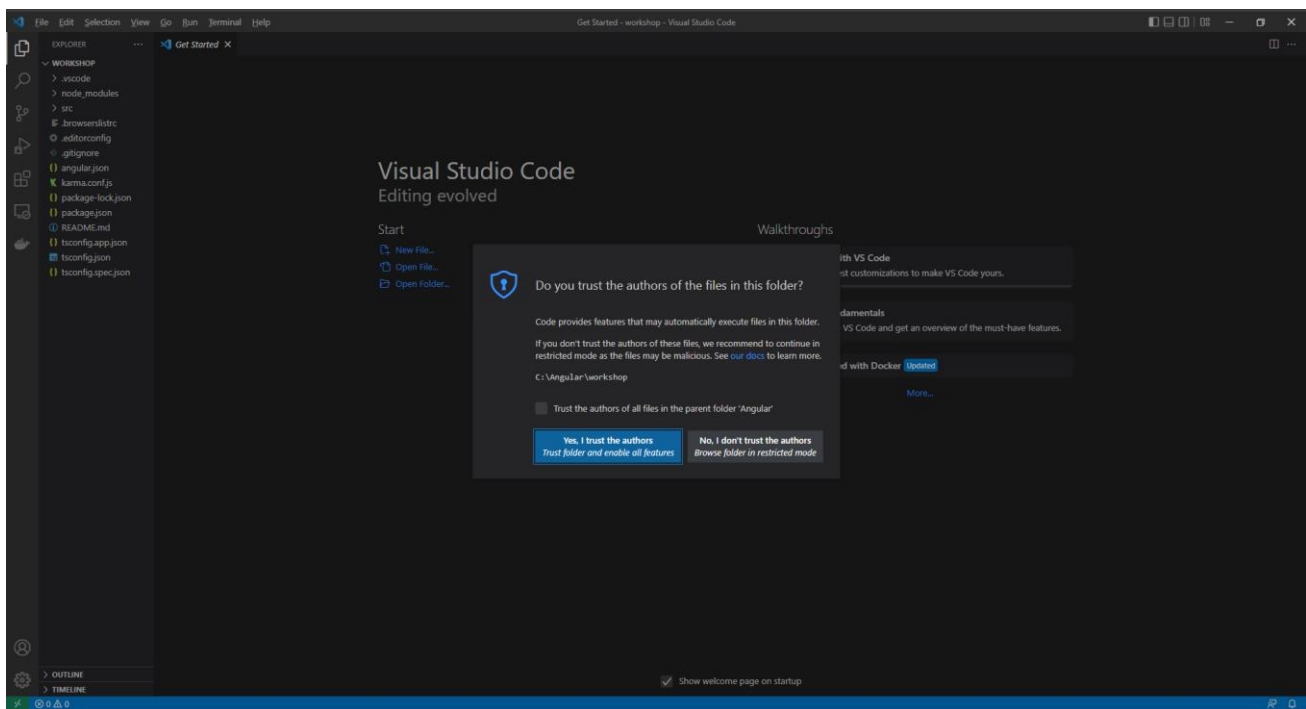 File Edit Selection View Go Run Terminal Help
Get Started - workshop - Visual Studio Code
EXPLORER
Get Started
WORKSHOP
.vscode
node_modules
src
.browserslistrc
.editorconfig
.gitignore
angular.json
karma.conf.js
package-lock.json
package.json
README.md
tsconfig.app.json
tsconfig.json
tsconfig.spec.json
OUTLINE
TIMELINE
Visual Studio Code
Editing evolved
Start
New File...
Open File...
Open Folder...
Walkthroughs
ith VS Code
st customizations to make VS Code yours.
damentals
VS Code and get an overview of the must-have features.
d with Docker Updated
More...
Do you trust the authors of the files in this folder?
Code provides features that may automatically execute files in this folder.
If you don't trust the authors of these files, we recommend to continue in
restricted mode as the files may be malicious. See our docs to learn more.
C:\Angular\workshop
Trust the authors of all files in the parent folder 'Angular'
Yes, I trust the authors
Trust folder and enable all features
No, I don't trust the authors
Browse folder in restricted mode
Show welcome page on startup
0 0